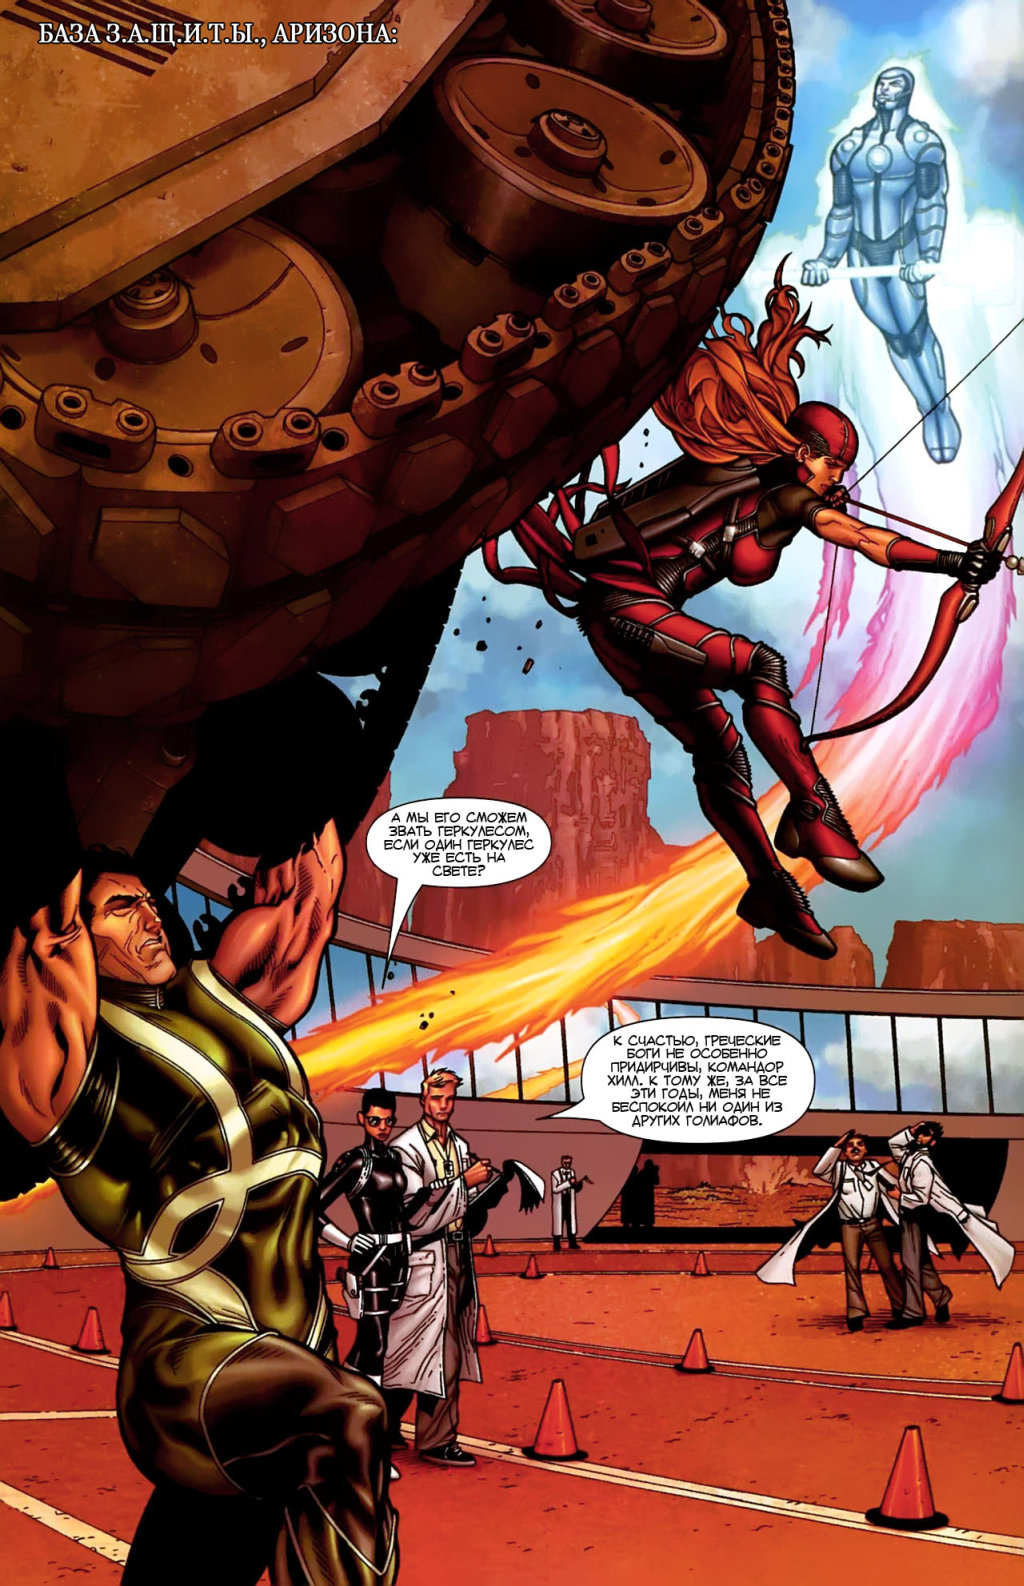 БАЗА З.А.Щ.И.Т.Ы., АРИЗОНА:
А МЫ ЕГО СМОЖЕМ
ЗВАТЬ ГЕРКУЛЕСОМ,
ЕСЛИ ОДИН ГЕРКУЛЕС
УЖЕ ЕСТЬ НА
СВЕТЕ?
К СЧАСТЬЮ, ГРЕЧЕСКИЕ
БОГИ НЕ ОСОБЕННО
ПРИДИРЧИВЫ, КОМАНДОР
ХИЛЛ. К ТОМУ ЖЕ, ЗА ВСЕ
ЭТИ ГОДЫ, МЕНЯ НЕ
БЕСПОКОИЛ НИ ОДИН ИЗ
ДРУГИХ ГОЛИАФОВ.